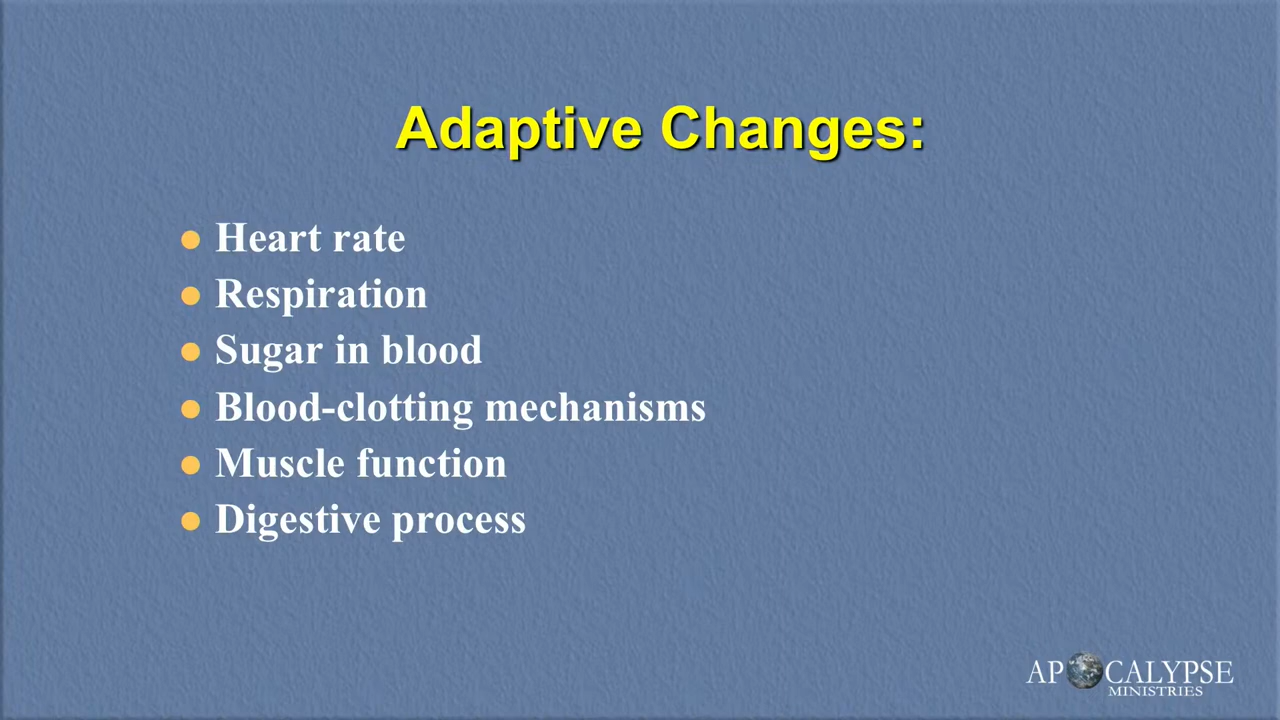 Adaptive Changes:
Heart rate
Respiration
Sugar in blood
Blood-clotting mechanisms
Muscle function
Digestive process
APOCALYPSE
MINISTRIES